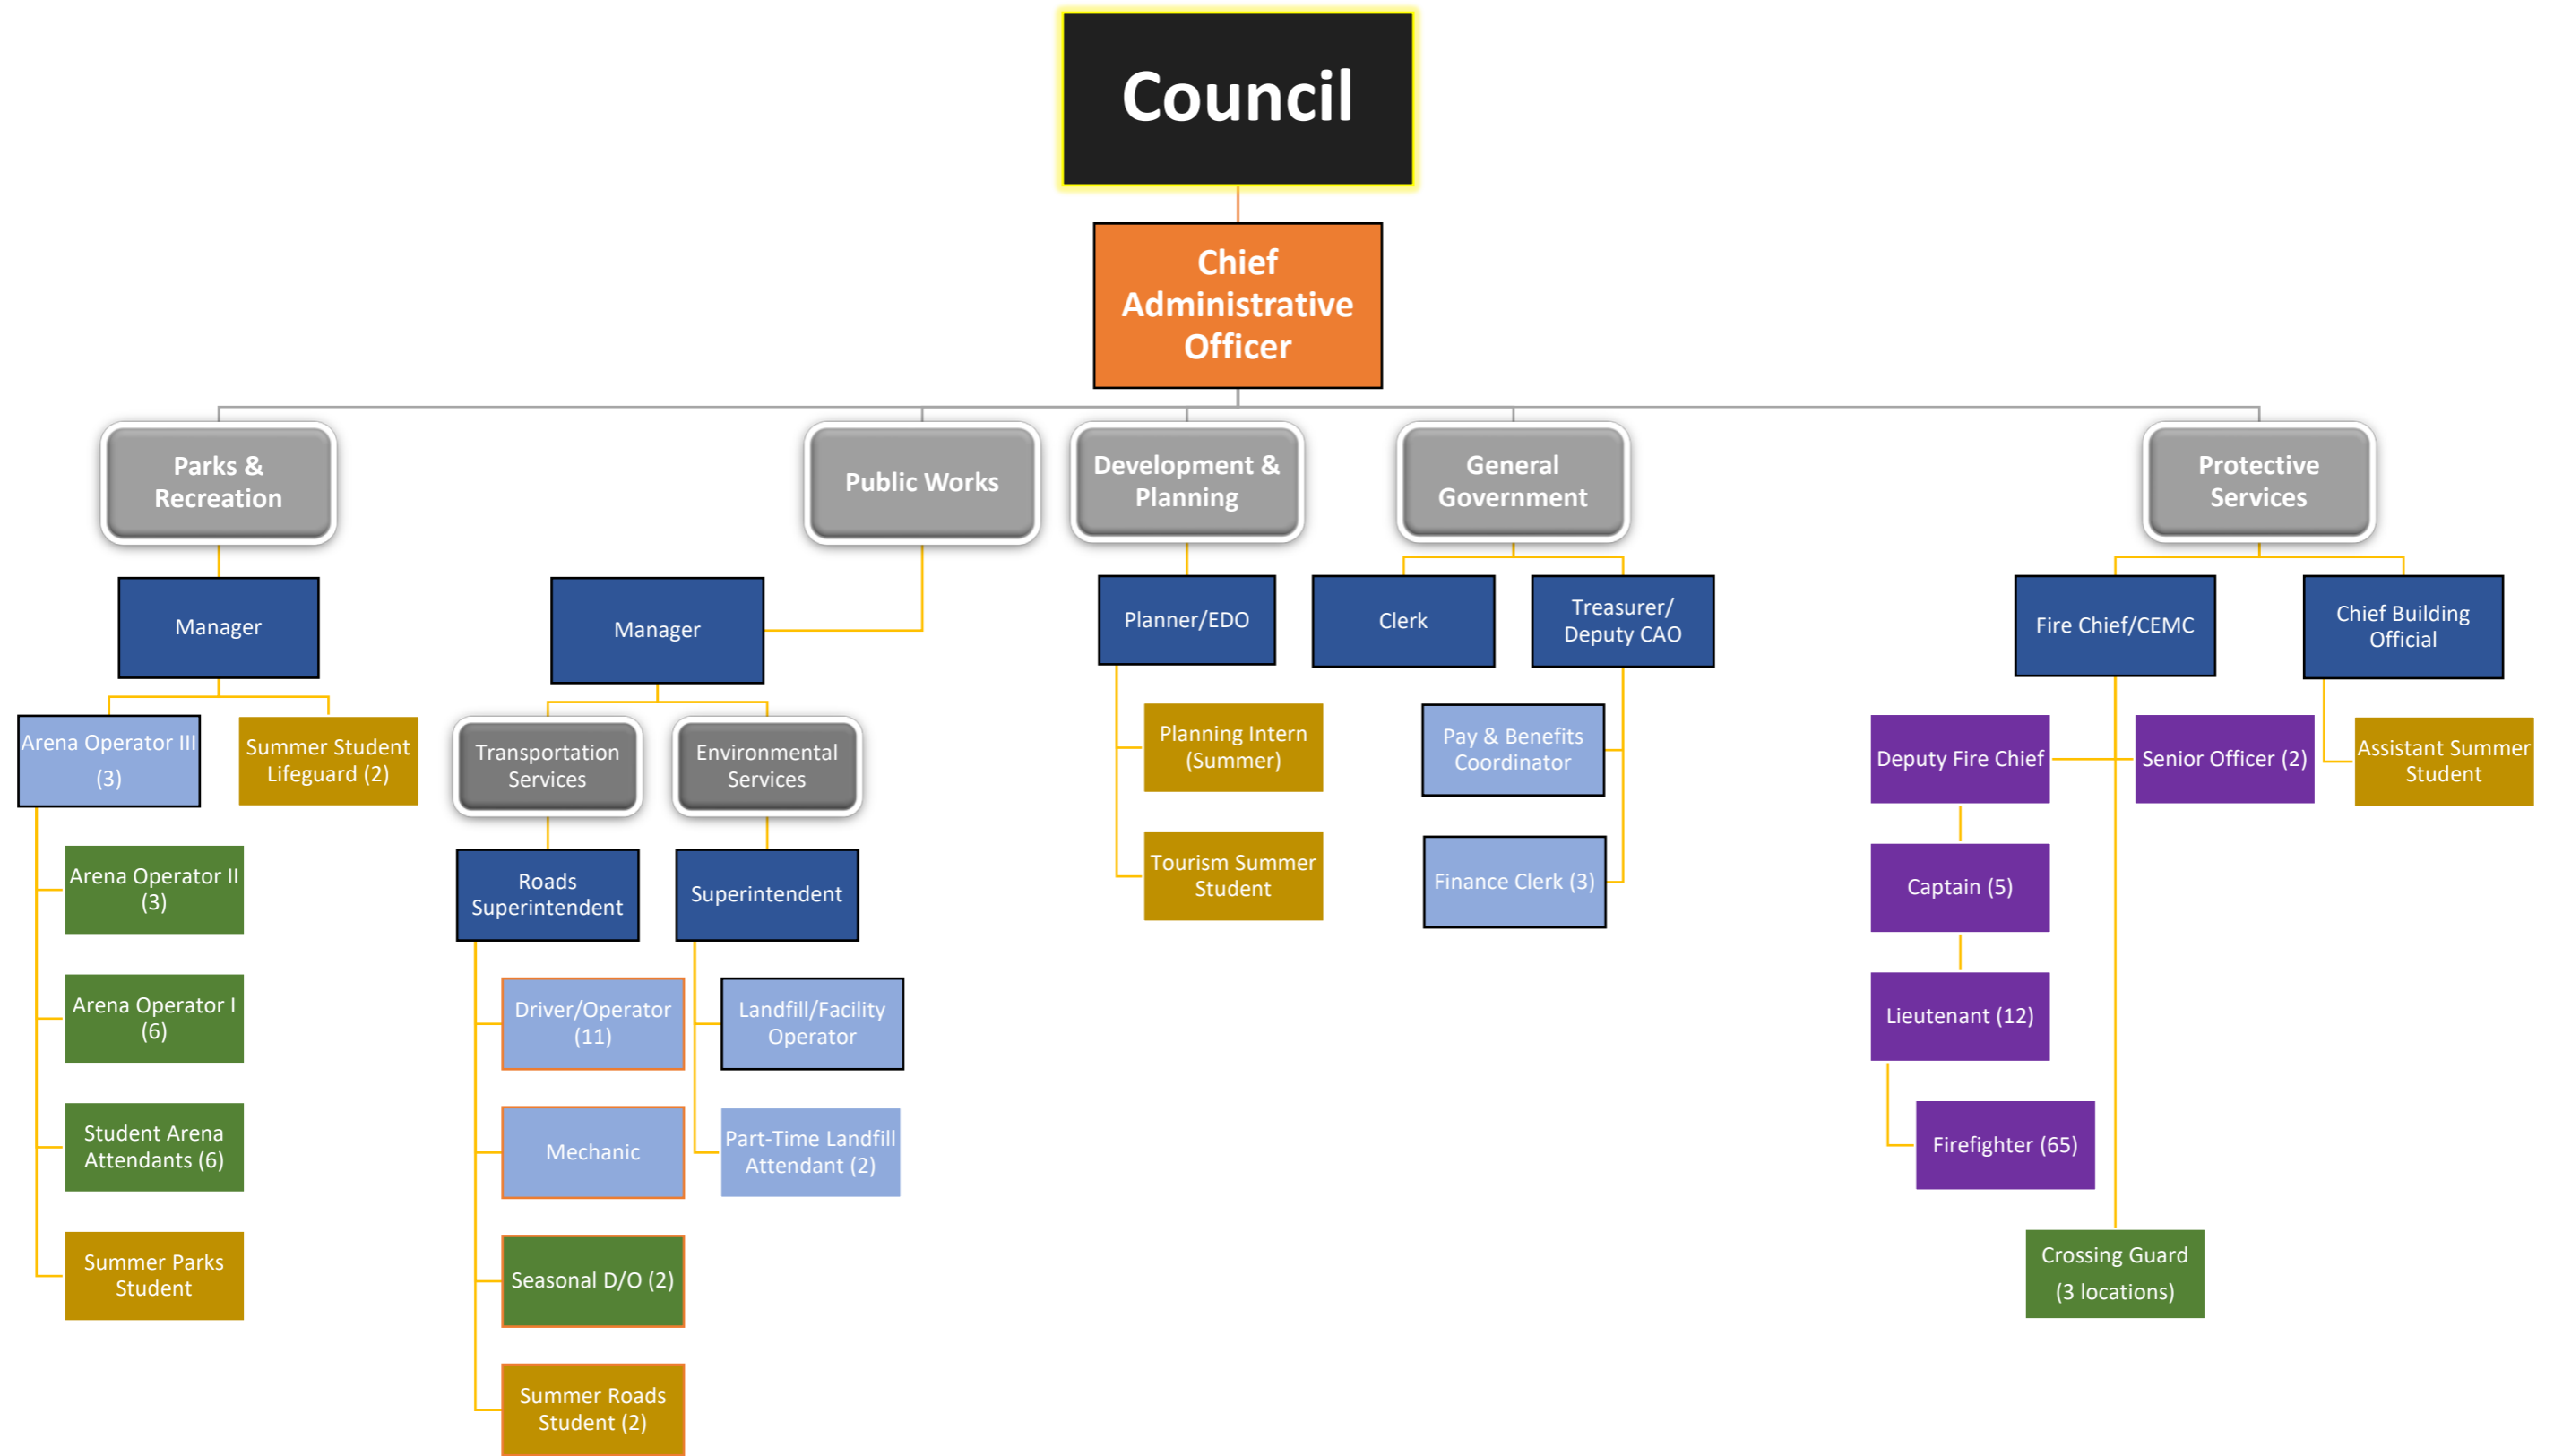 Council
Chief
Administrative
Officer
Parks &
Recreation
Public Works
Development &
Planning
General
Government
Protective
Services
Manager
Manager
Planner/EDO
Clerk
Treasurer/
Deputy CAO
Fire Chief/CEMC
Chief Building
Official
Arena Operator III
(3)
Summer Student
Lifeguard (2)
Transportation
Services
Environmental
Services
Planning Intern
(Summer)
Pay & Benefits
Coordinator
Deputy Fire Chief
Senior Officer (2)
Assistant Summer
Student
Arena Operator II
(3)
Roads
Superintendent
Superintendent
Tourism Summer
Student
Finance Clerk (3)
Captain (5)
Arena Operator I
(6)
Driver/Operator
(11)
Landfill/Facility
Operator
Lieutenant (12)
Student Arena
Attendants (6)
Mechanic
Part-Time Landfill
Attendant (2)
Firefighter (65)
Summer Parks
Student
Seasonal D/O (2)
Crossing Guard
(3 locations)
Summer Roads
Student (2)